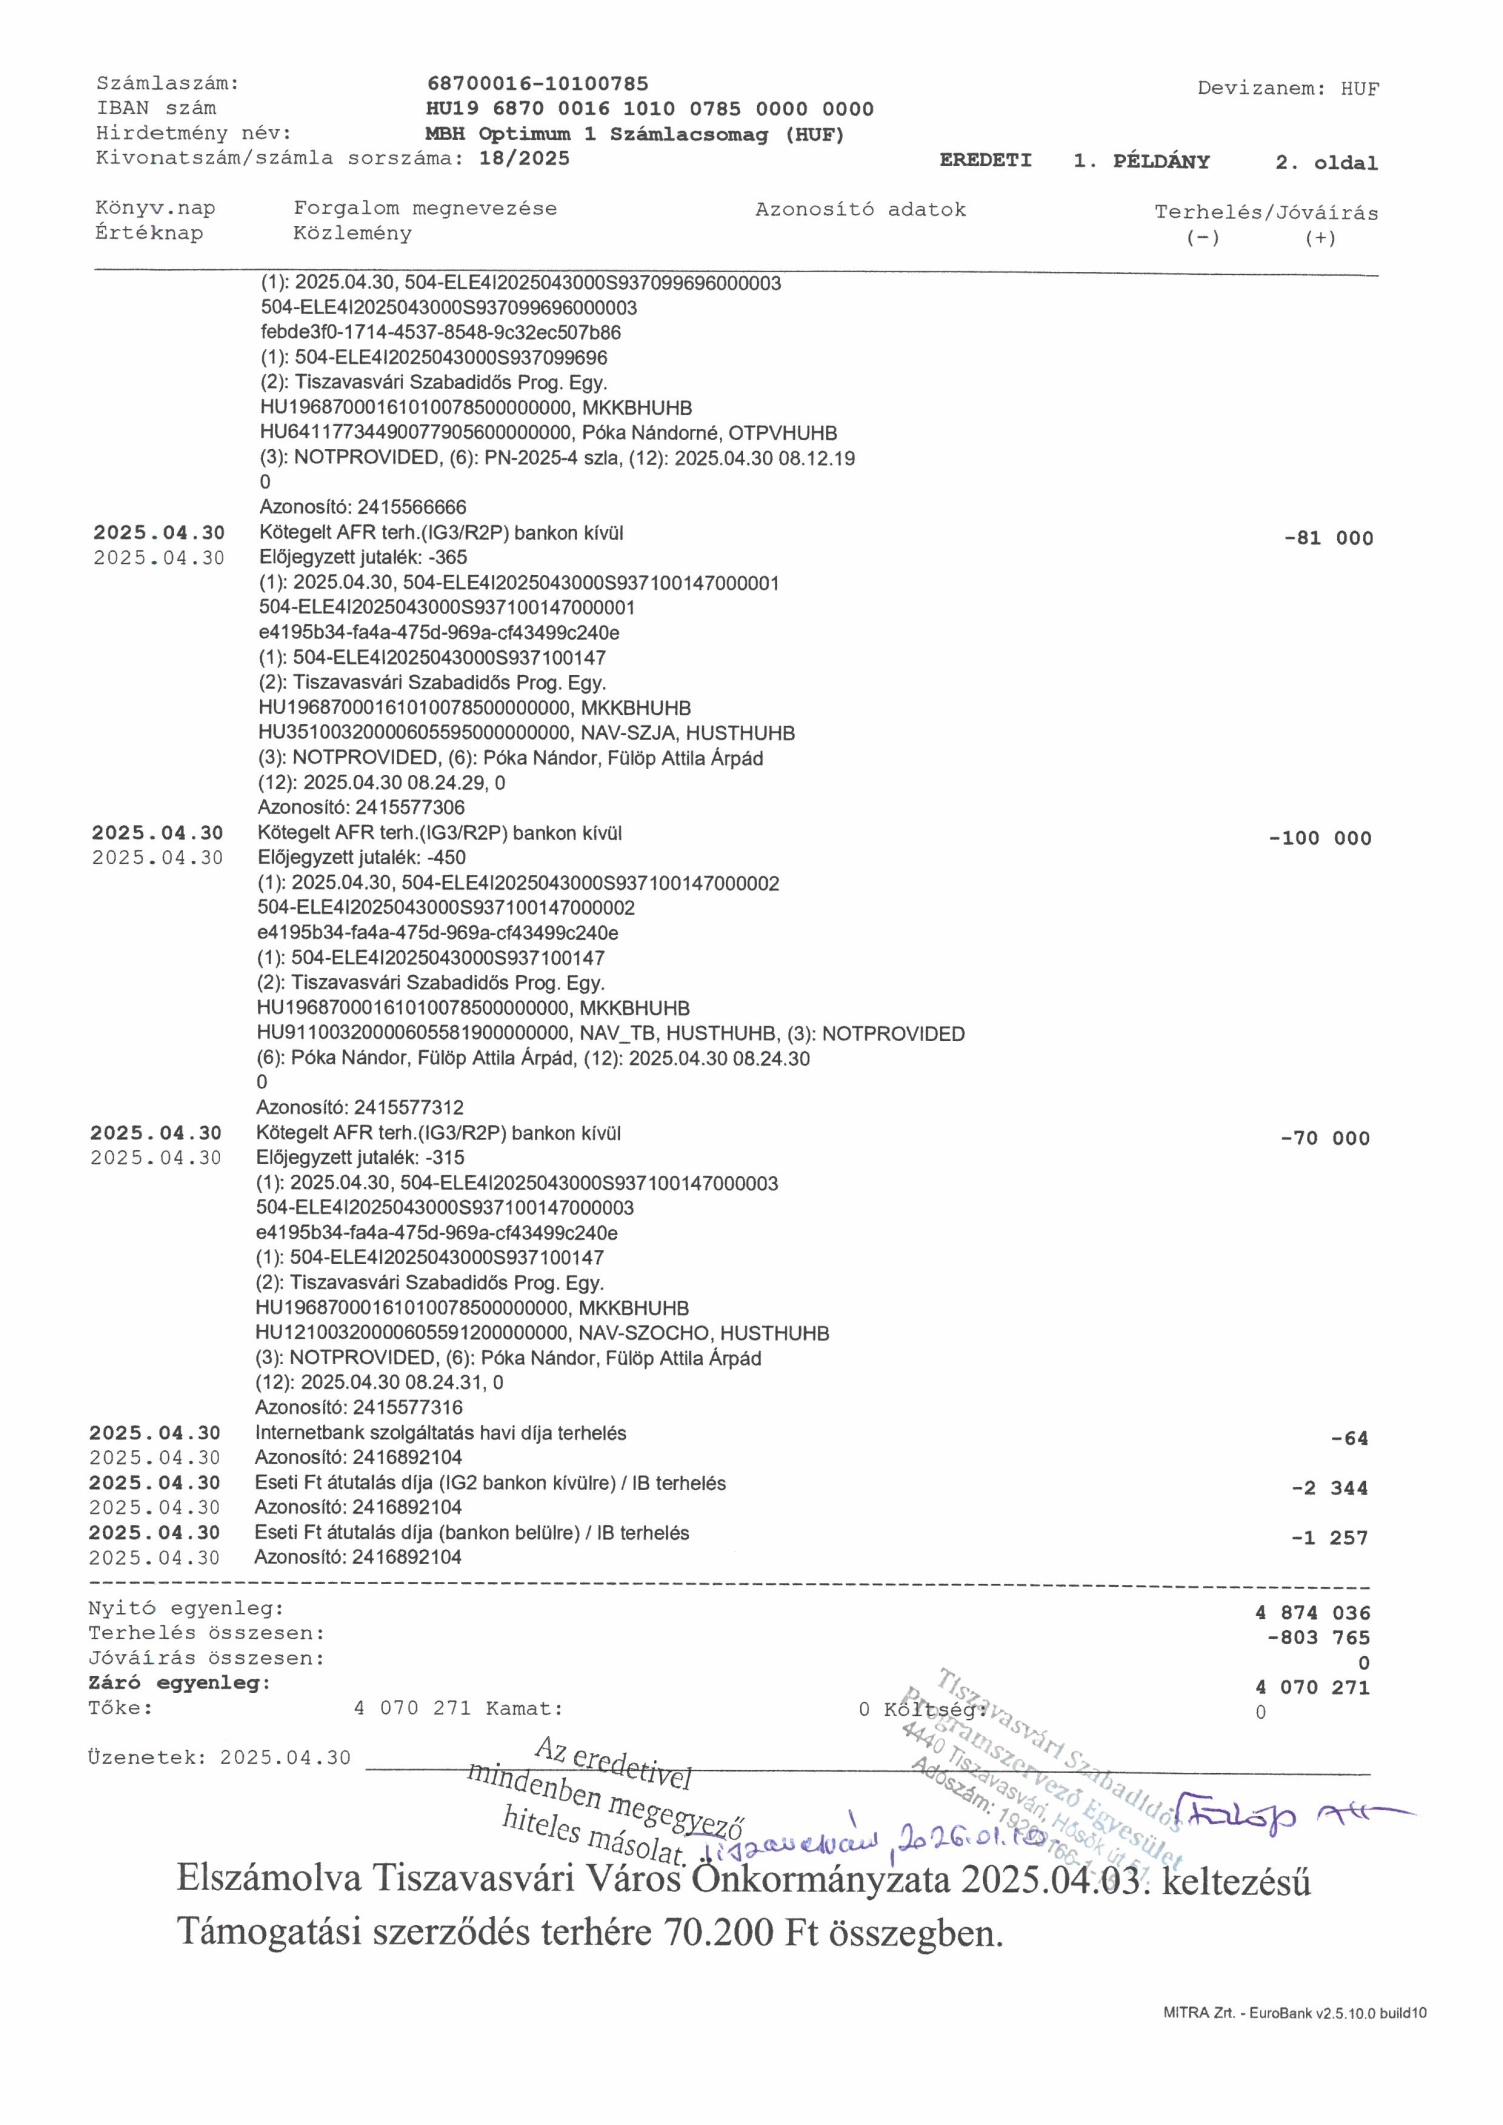 Számlaszám: 68700016-10100785 Devizanem: HUF
IBAN szám HU19 6870 0016 1010 0785 0000 0000
Hirdetmény név: MBH Optimum 1 Számlacsomag (HUF)
Kivonatszám/számla sorszáma: 18/2025 EREDETI 1. PÉLDÁNY 2. oldal
Könyv.nap Forgalom megnevezése Azonosító adatok Terhelés/Jóváírás
Értéknap Közlemény (-) (+)
(1): 2025.04.30, 504-ELE4I2025043000S937099696000003
504-ELE4I2025043000S937099696000003
febde3f0-1714-4537-8548-9c32ec507b86
(1): 504-ELE4I2025043000S937099696
(2): Tiszavasvári Szabadidős Prog. Egy.
HU19687000161010078500000000, MKKBHUHB
HU64117734490077905600000000, Póka Nándorné, OTPVHUHB
(3): NOTPROVIDED, (6): PN-2025-4 szla, (12): 2025.04.30 08.12.19
0
Azonosító: 2415566666
2025.04.30 Kötegelt AFR terh.(IG3/R2P) bankon kívül -81 000
2025.04.30 Előjegyzett jutalék: -365
(1): 2025.04.30, 504-ELE4I2025043000S937100147000001
504-ELE4I2025043000S937100147000001
e4195b34-fa4a-475d-969a-cf43499c240e
(1): 504-ELE4I2025043000S937100147
(2): Tiszavasvári Szabadidős Prog. Egy.
HU19687000161010078500000000, MKKBHUHB
HU35100320000605595000000000, NAV-SZJA, HUSTHUHB
(3): NOTPROVIDED, (6): Póka Nándor, Fülöp Attila Árpád
(12): 2025.04.30 08.24.29, 0
Azonosító: 2415577306
2025.04.30 Kötegelt AFR terh.(IG3/R2P) bankon kívül -100 000
2025.04.30 Előjegyzett jutalék: -450
(1): 2025.04.30, 504-ELE4I2025043000S937100147000002
504-ELE4I2025043000S937100147000002
e4195b34-fa4a-475d-969a-cf43499c240e
(1): 504-ELE4I2025043000S937100147
(2): Tiszavasvári Szabadidős Prog. Egy.
HU19687000161010078500000000, MKKBHUHB
HU91100320000605581900000000, NAV_TB, HUSTHUHB, (3): NOTPROVIDED
(6): Póka Nándor, Fülöp Attila Árpád, (12): 2025.04.30 08.24.30
0
Azonosító: 2415577312
2025.04.30 Kötegelt AFR terh.(IG3/R2P) bankon kívül -70 000
2025.04.30 Előjegyzett jutalék: -315
(1): 2025.04.30, 504-ELE4I2025043000S937100147000003
504-ELE4I2025043000S937100147000003
e4195b34-fa4a-475d-969a-cf43499c240e
(1): 504-ELE4I2025043000S937100147
(2): Tiszavasvári Szabadidős Prog. Egy.
HU19687000161010078500000000, MKKBHUHB
HU12100320000605591200000000, NAV-SZOCHO, HUSTHUHB
(3): NOTPROVIDED, (6): Póka Nándor, Fülöp Attila Árpád
(12): 2025.04.30 08.24.31, 0
Azonosító: 2415577316
2025.04.30 Internetbank szolgáltatás havi díja terhelés -64
2025.04.30 Azonosító: 2416892104
2025.04.30 Eseti Ft átutalás díja (IG2 bankon kívülre) / IB terhelés -2 344
2025.04.30 Azonosító: 2416892104
2025.04.30 Eseti Ft átutalás díja (bankon belülre) / IB terhelés -1 257
2025.04.30 Azonosító: 2416892104
Nyitó egyenleg: 4 874 036
Terhelés összesen: -803 765
Jóváírás összesen: 0
Záró egyenleg: 4 070 271
Tőke: 4 070 271 Kamat: 0 Költség: 0
Üzenetek: 2025.04.30
Az eredetivel
mindenben megegyező
hiteles másolat.
Tiszavasvári Szabadidős
Programszervező Egyesület
4440 Tiszavasvári, Hősök út
Adószám:
Tiszavasvári, 2026.01.
Fülöp Att
Elszámolva Tiszavasvári Város Önkormányzata 2025.04.03. keltezésű
Támogatási szerződés terhére 70.200 Ft összegben.
MITRA Zrt. - EuroBank v2.5.10.0 build10